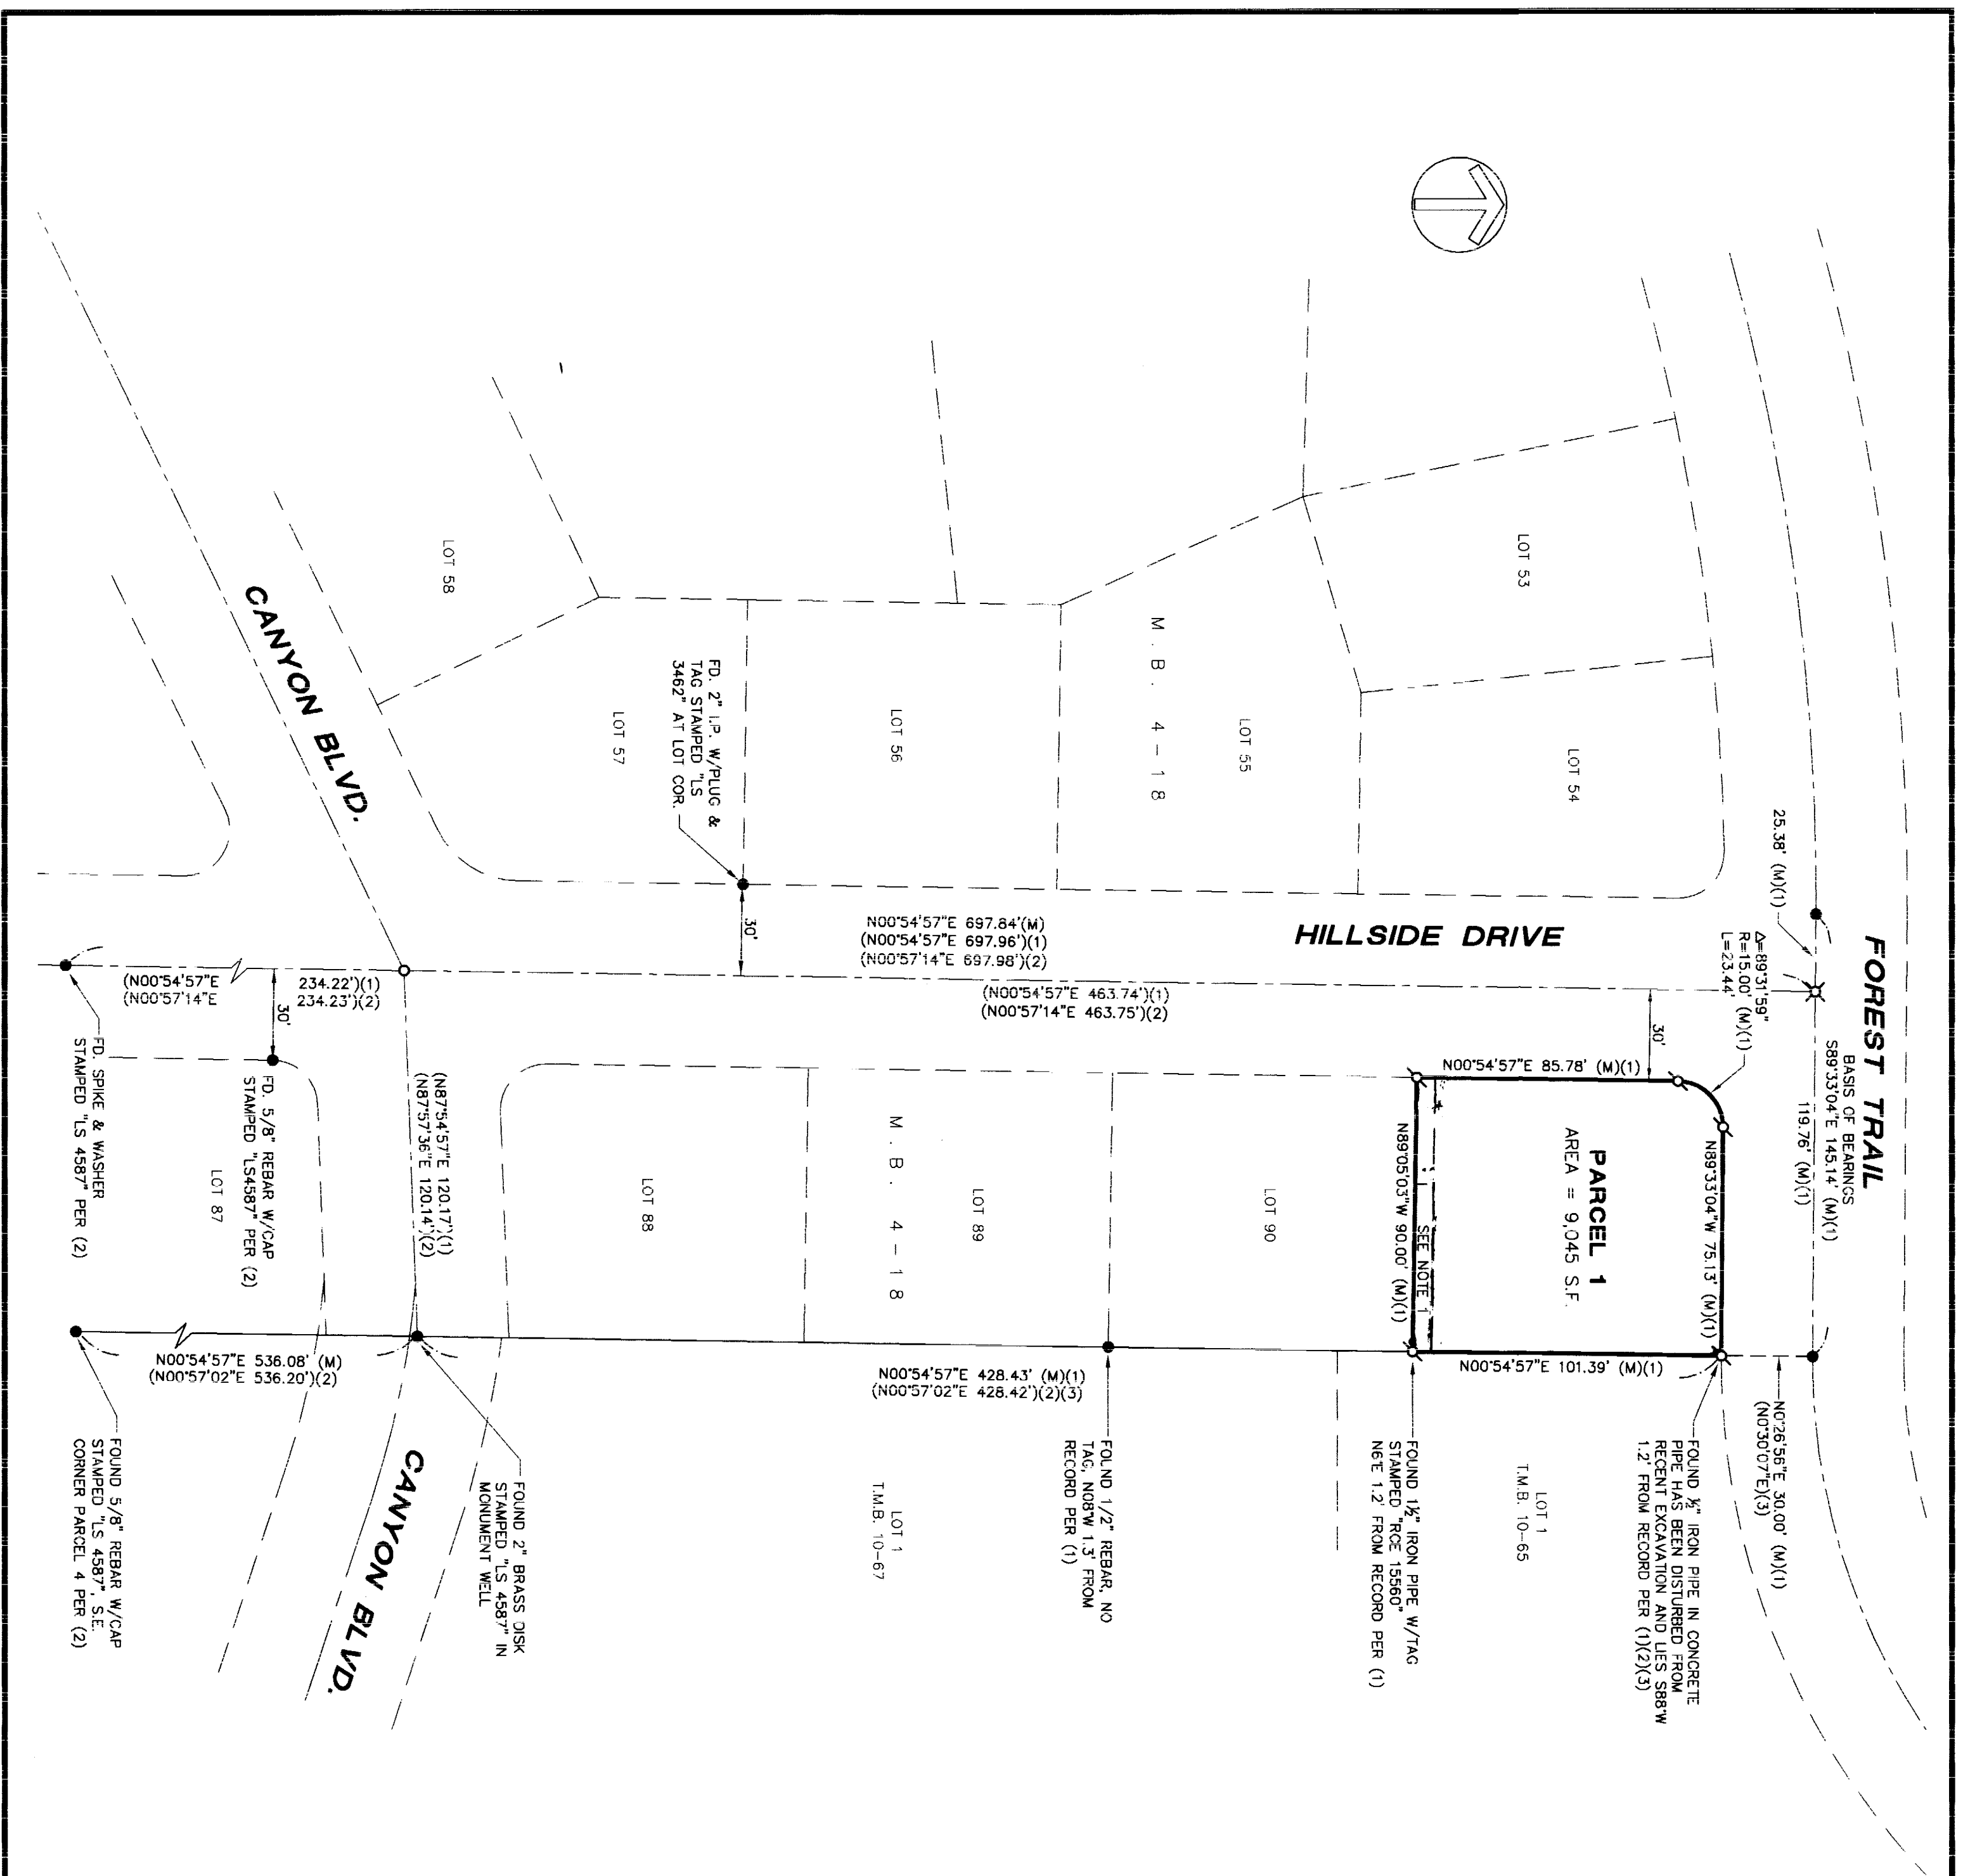 FOREST TRAIL
BASIS OF BEARINGS
S89°33'04"E 145.14' (M)(1)
119.76' (M)(1)
25.38' (M)(1)
Δ=89°31'59"
R=15.00' (M)(1)
L=23.44'
N0°26'56"E 30.00' (M)(1)
(N0°30'07"E)(3)
FOUND ½" IRON PIPE IN CONCRETE
PIPE HAS BEEN DISTURBED FROM
RECENT EXCAVATION AND LIES S88°W
1.2' FROM RECORD PER (1)(2)(3)
N89°33'04"W 75.13' (M)(1)
30'
N00°54'57"E 85.78' (M)(1)
PARCEL 1
AREA = 9,045 S.F.
N00°54'57"E 101.39' (M)(1)
SEE NOTE 1
N89°05'03"W 90.00' (M)(1)
FOUND 1½" IRON PIPE W/TAG
STAMPED "RCE 15560"
N6°E 1.2' FROM RECORD PER (1)
LOT 1
T.M.B. 10-65
LOT 53
LOT 54
HILLSIDE DRIVE
LOT 55
M.B. 4-18
LOT 90
FOUND 1/2" REBAR, NO
TAG, N08°W 1.3' FROM
RECORD PER (1)
N00°54'57"E 697.84'(M)
(N00°54'57"E 697.96')(1)
(N00°57'14"E 697.98')(2)
(N00°54'57"E 463.74')(1)
(N00°57'14"E 463.75')(2)
LOT 56
LOT 89
M.B. 4-18
N00°54'57"E 428.43' (M)(1)
(N00°57'02"E 428.42')(2)(3)
LOT 1
T.M.B. 10-67
FD. 2" I.P. W/PLUG &
TAG STAMPED "LS
3462" AT LOT COR.
30'
LOT 57
LOT 88
LOT 58
CANYON BLVD.
(N87°54'57"E 120.17')(1)
(N87°57'36"E 120.14')(2)
FOUND 2" BRASS DISK
STAMPED "LS 4587" IN
MONUMENT WELL
CANYON BLVD.
(N00°54'57"E 234.22')(1)
(N00°57'14"E 234.23')(2)
30'
FD. 5/8" REBAR W/CAP
STAMPED "LS4587" PER (2)
LOT 87
N00°54'57"E 536.08' (M)
(N00°57'02"E 536.20')(2)
FD. SPIKE & WASHER
STAMPED "LS 4587" PER (2)
FOUND 5/8" REBAR W/CAP
STAMPED "LS 4587", S.E.
CORNER PARCEL 4 PER (2)